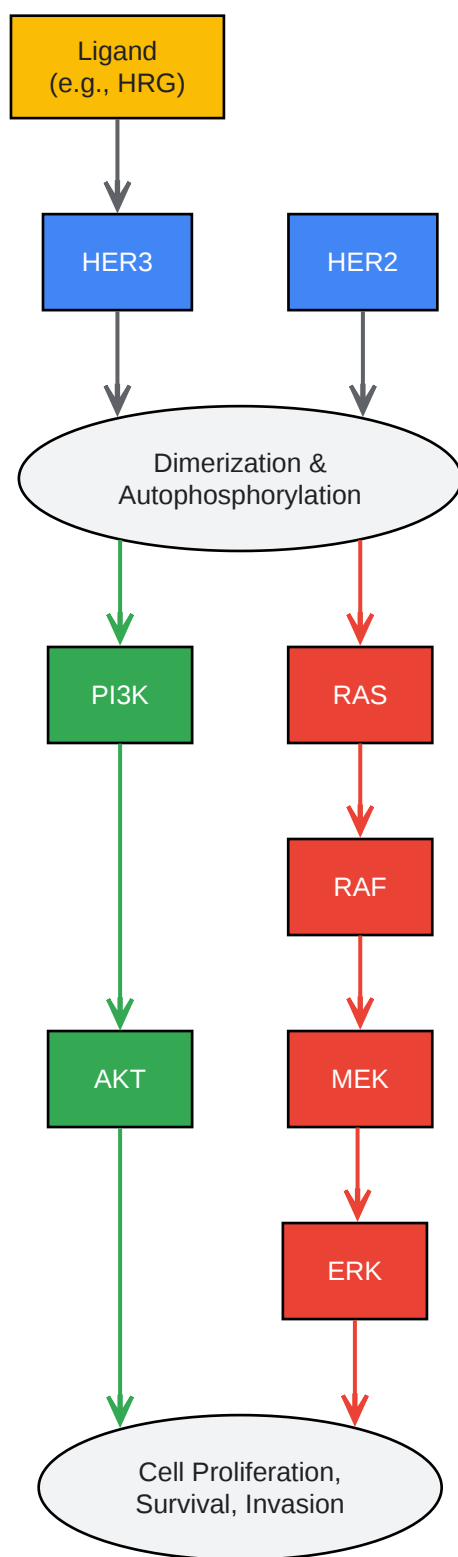 Ligand
(e.g., HRG)
HER3
HER2
Dimerization &
Autophosphorylation
PI3K
RAS
RAF
AKT
MEK
ERK
Cell Proliferation,
Survival, Invasion